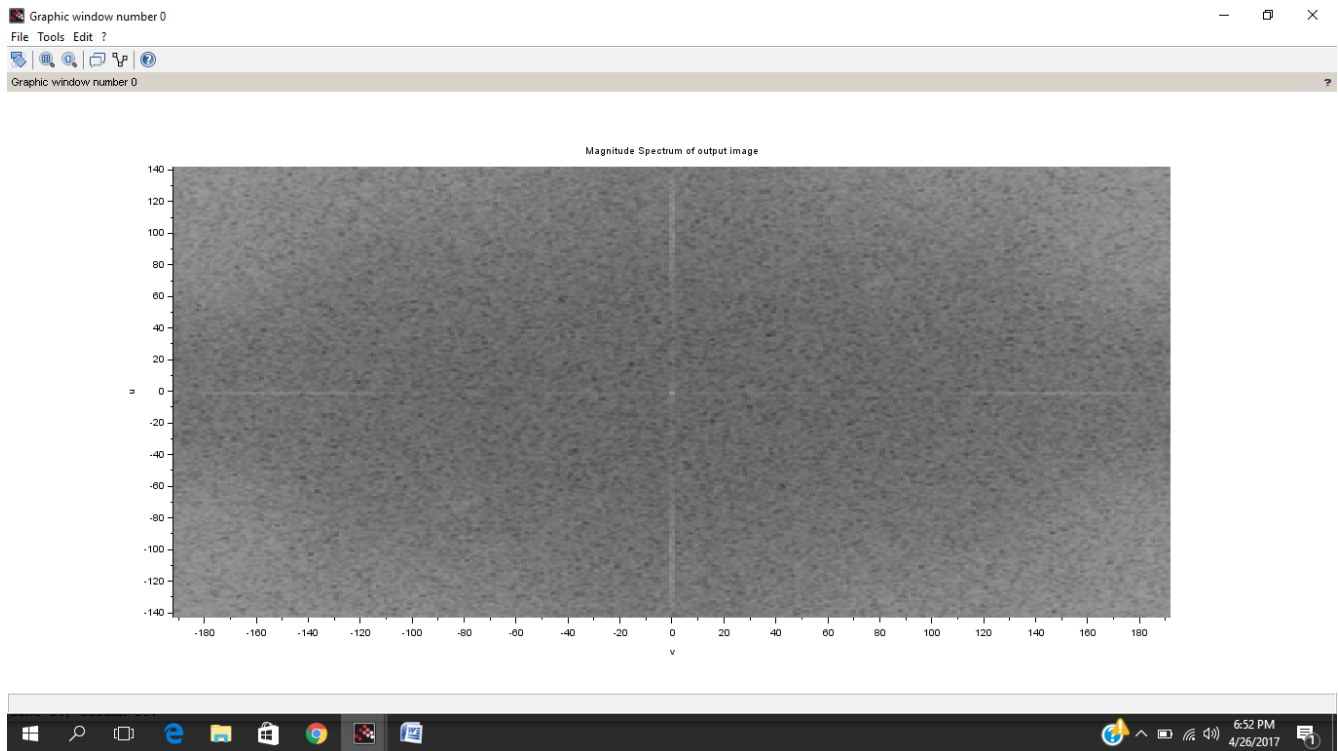 Graphic window number 0
File Tools Edit ?
Graphic window number 0 ?
Magnitude Spectrum of output image
140
120
100
80
60
40
20
0
-20
-40
-60
-80
-100
-120
-140
u
-180 -160 -140 -120 -100 -80 -60 -40 -20 0 20 40 60 80 100 120 140 160 180
v
6:52 PM
4/26/2017